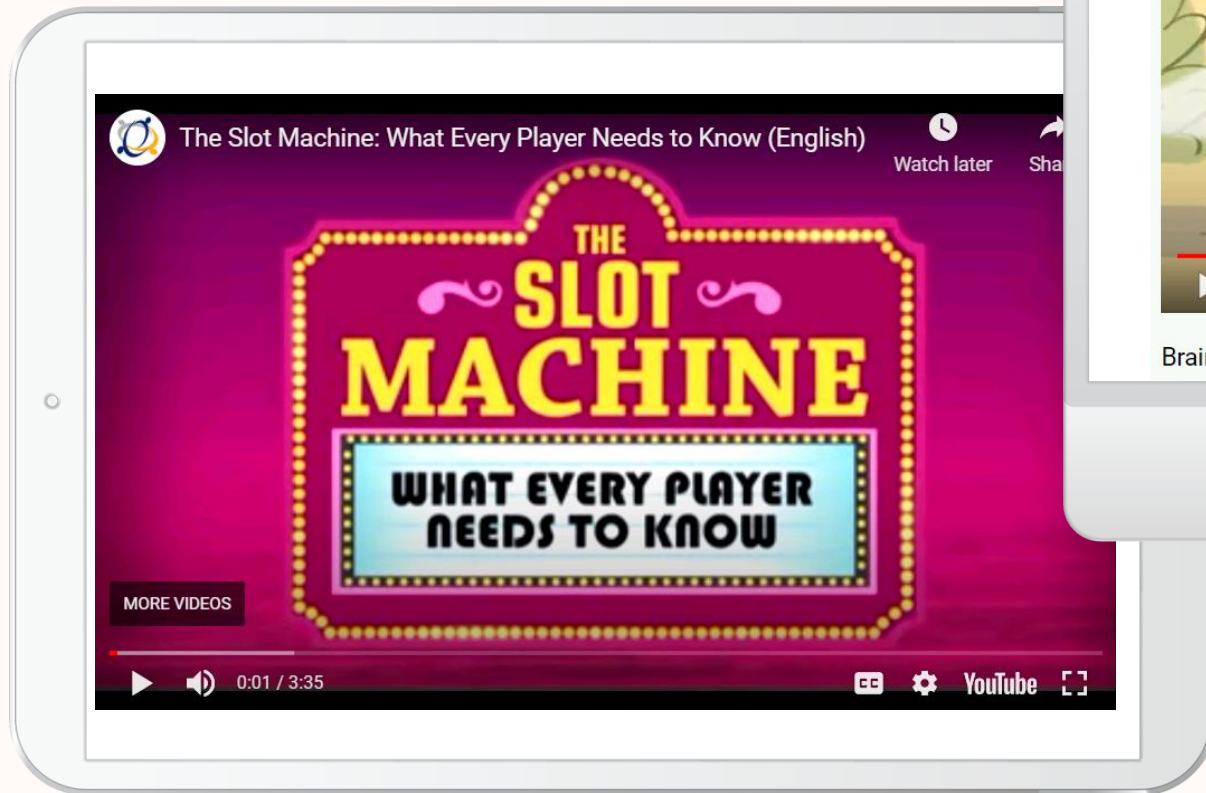 The Slot Machine: What Every Player Needs to Know (English)
Watch later
THE
SLOT
MACHINE
WHAT EVERY PLAYER
NEEDS TO KNOW
MORE VIDEOS
0:01 / 3:35
CC
YouTube